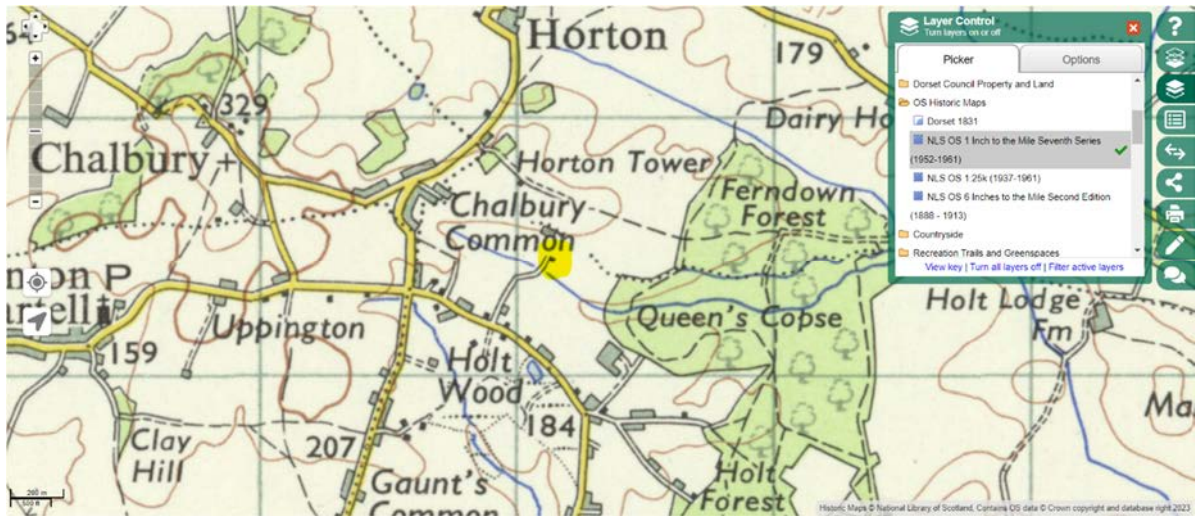 Horton
179
Layer Control
Turn layers on or off
Picker
Options
Dorset Council Property and Land
OS Historic Maps
Dorset 1831
NLS OS 1 Inch to the Mile Seventh Series
(1952-1961)
NLS OS 1:25k (1937-1961)
NLS OS 6 Inches to the Mile Second Edition
(1888 - 1913)
Countryside
Recreation Trails and Greenspaces
View key | Turn all layers off | Filter active layers
?
329
Dairy Ho
Chalbury
Horton Tower
Chalbury
Common
Ferndown
Forest
P
Uppington
Queen's Copse
Holt Lodge
Fm
159
Holt
Wood
184
Clay
Hill
207
Gaunt's
Common
Holt
Forest
Ma
Historic Maps © National Library of Scotland, Contains OS data © Crown copyright and database right 2023